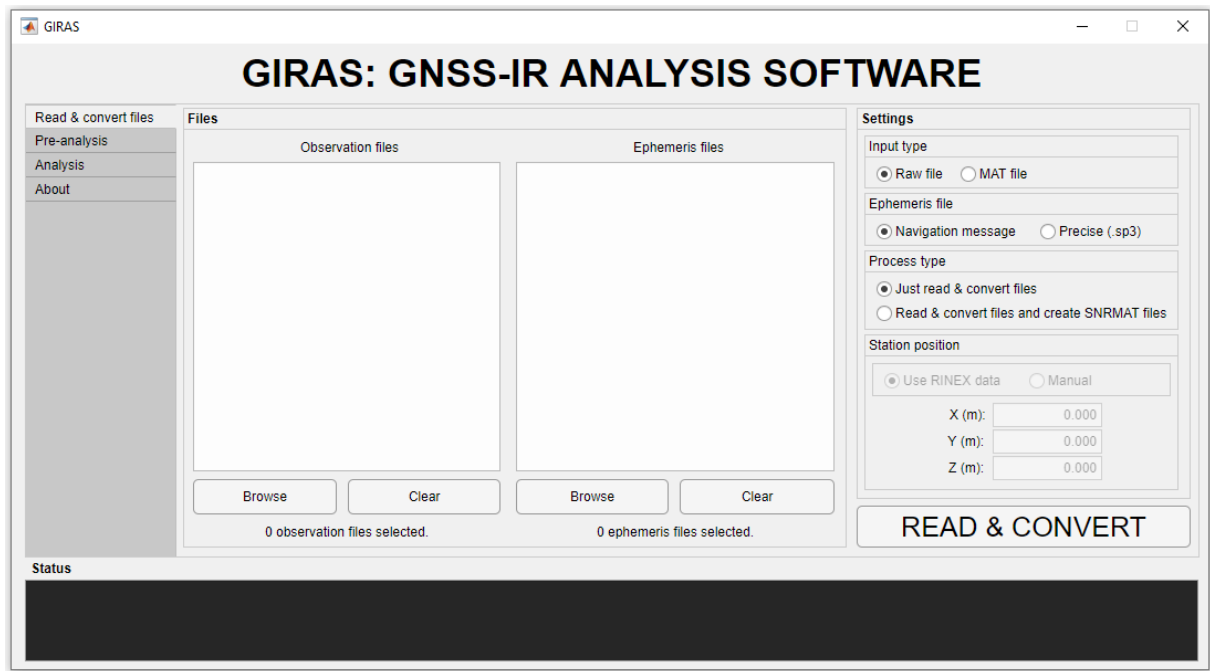 GIRAS
GIRAS: GNSS-IR ANALYSIS SOFTWARE
Read & convert files
Pre-analysis
Analysis
About
Files
Observation files
Ephemeris files
Browse
Clear
Browse
Clear
0 observation files selected.
0 ephemeris files selected.
Settings
Input type
Raw file
MAT file
Ephemeris file
Navigation message
Precise (.sp3)
Process type
Just read & convert files
Read & convert files and create SNRMAT files
Station position
Use RINEX data
Manual
X (m): 0.000
Y (m): 0.000
Z (m): 0.000
READ & CONVERT
Status